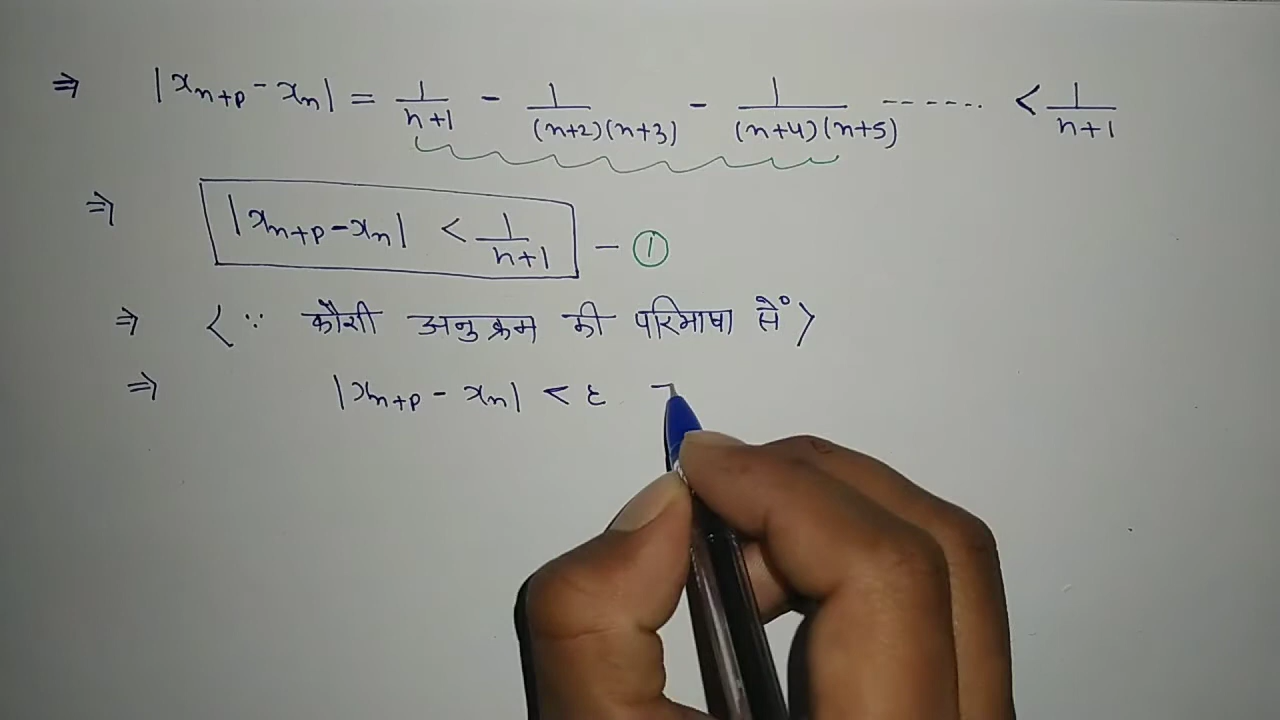 ⇒ |x_{n+p} - x_n| = 1/(n+1) - 1/((n+2)(n+3)) - 1/((n+4)(n+5)) ------- < 1/(n+1)
⇒ |x_{n+p} - x_n| < 1/(n+1) - ①
⇒ ⟨ ∵ कौशी अनुक्रम की परिभाषा से° ⟩
⇒ |x_{n+p} - x_n| < ε -